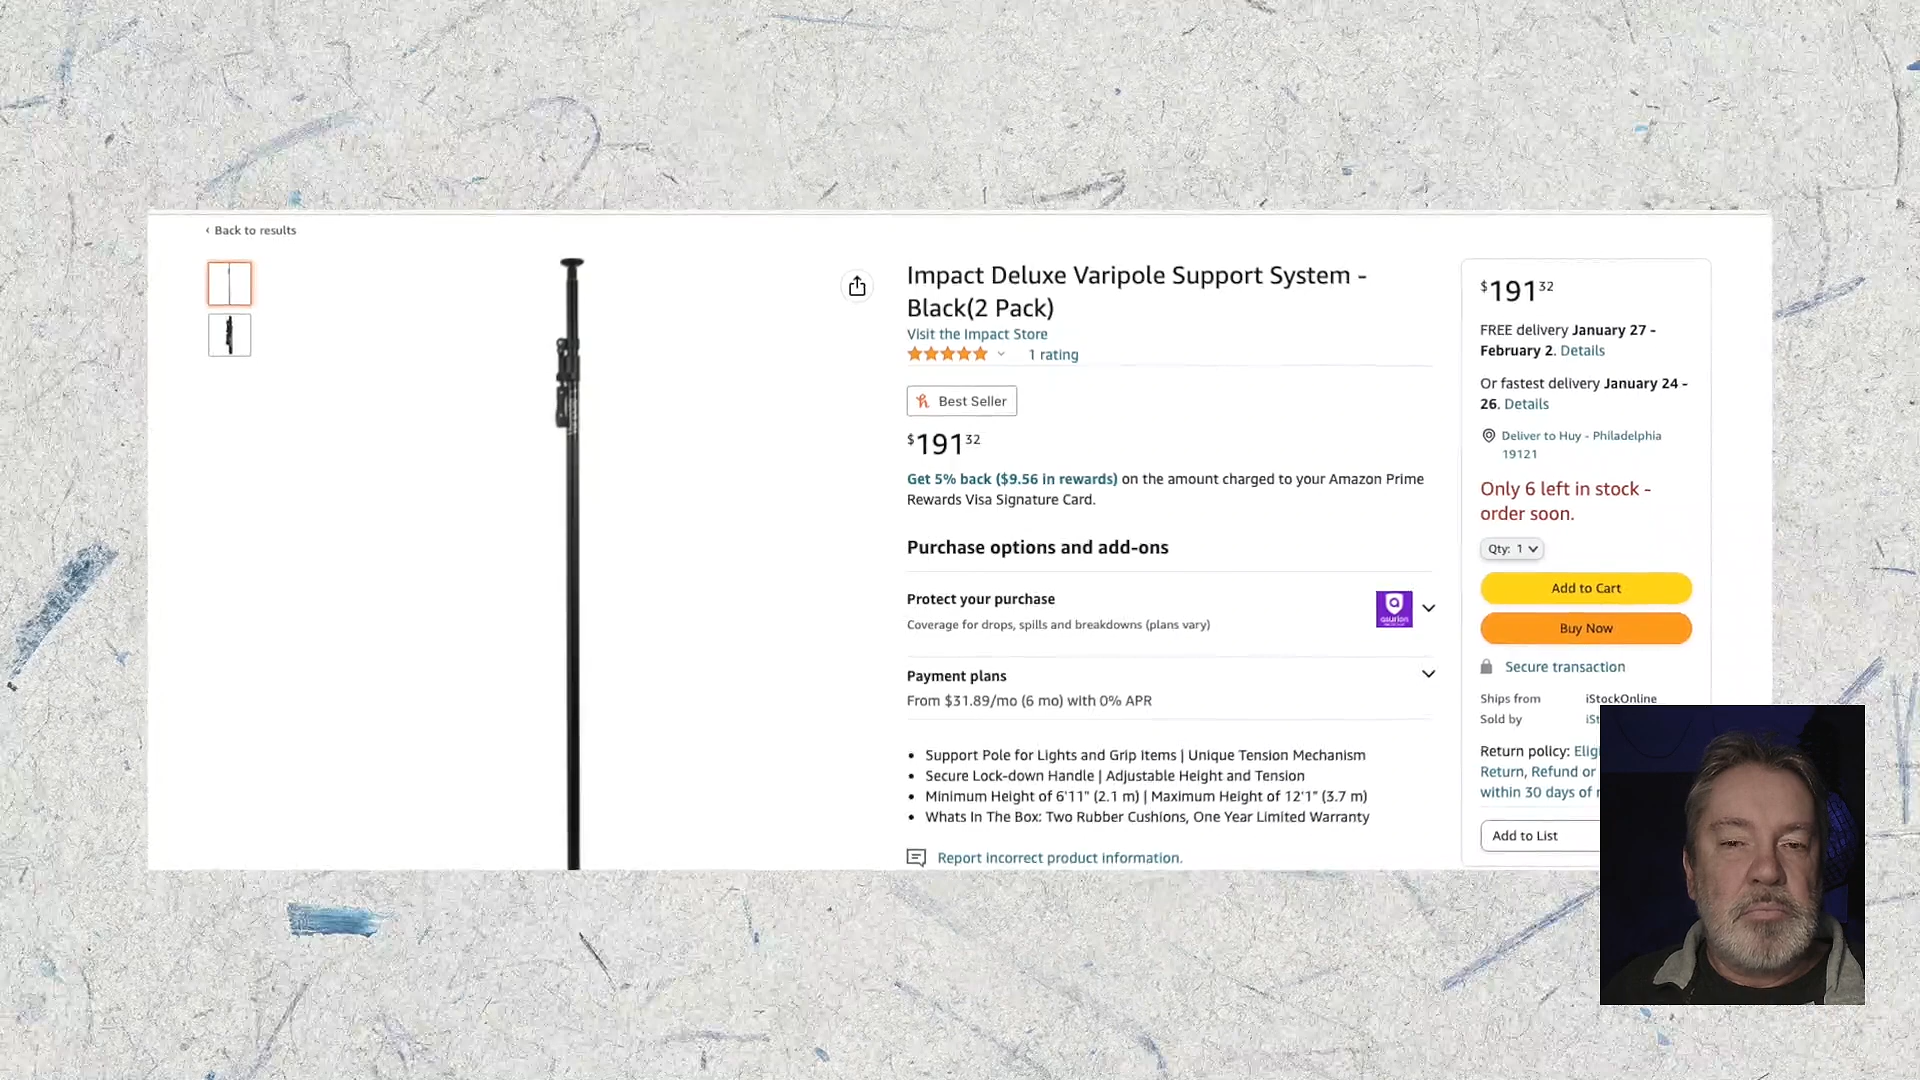 ‹ Back to results
Impact Deluxe Varipole Support System -
Black(2 Pack)
Visit the Impact Store
1 rating
Best Seller
$191 32
Get 5% back ($9.56 in rewards) on the amount charged to your Amazon Prime
Rewards Visa Signature Card.
Purchase options and add-ons
Protect your purchase
Coverage for drops, spills and breakdowns (plans vary)
asurion
Payment plans
From $31.89/mo (6 mo) with 0% APR
• Support Pole for Lights and Grip Items | Unique Tension Mechanism
• Secure Lock-down Handle | Adjustable Height and Tension
• Minimum Height of 6'11" (2.1 m) | Maximum Height of 12'1" (3.7 m)
• Whats In The Box: Two Rubber Cushions, One Year Limited Warranty
Report incorrect product information.
$191 32
FREE delivery January 27 -
February 2. Details
Or fastest delivery January 24 -
26. Details
Deliver to Huy - Philadelphia
19121
Only 6 left in stock -
order soon.
Qty: 1
Add to Cart
Buy Now
Secure transaction
Ships from iStockOnline
Sold by iSt
Return policy: Elig
Return, Refund or
within 30 days of
Add to List